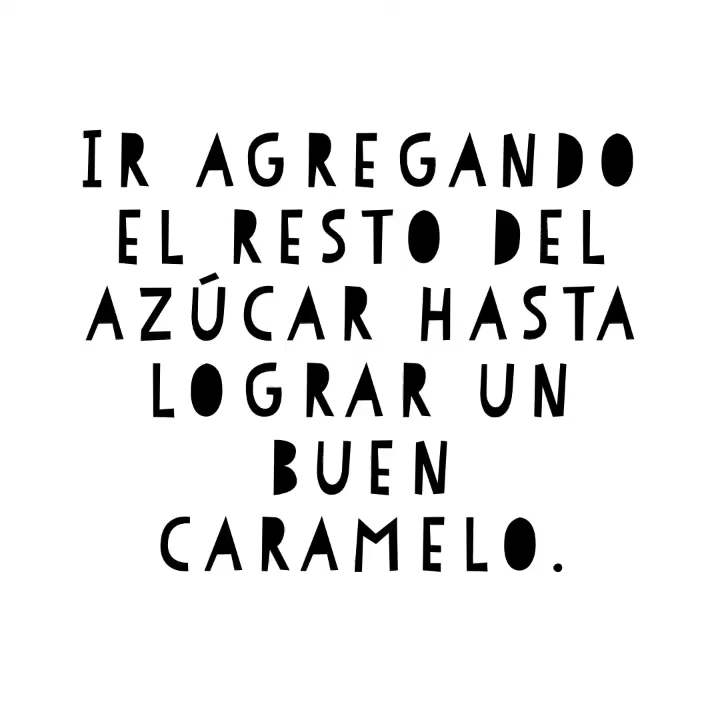 IR AGREGANDO
EL RESTO DEL
AZÚCAR HASTA
LOGRAR UN
BUEN
CARAMELO.